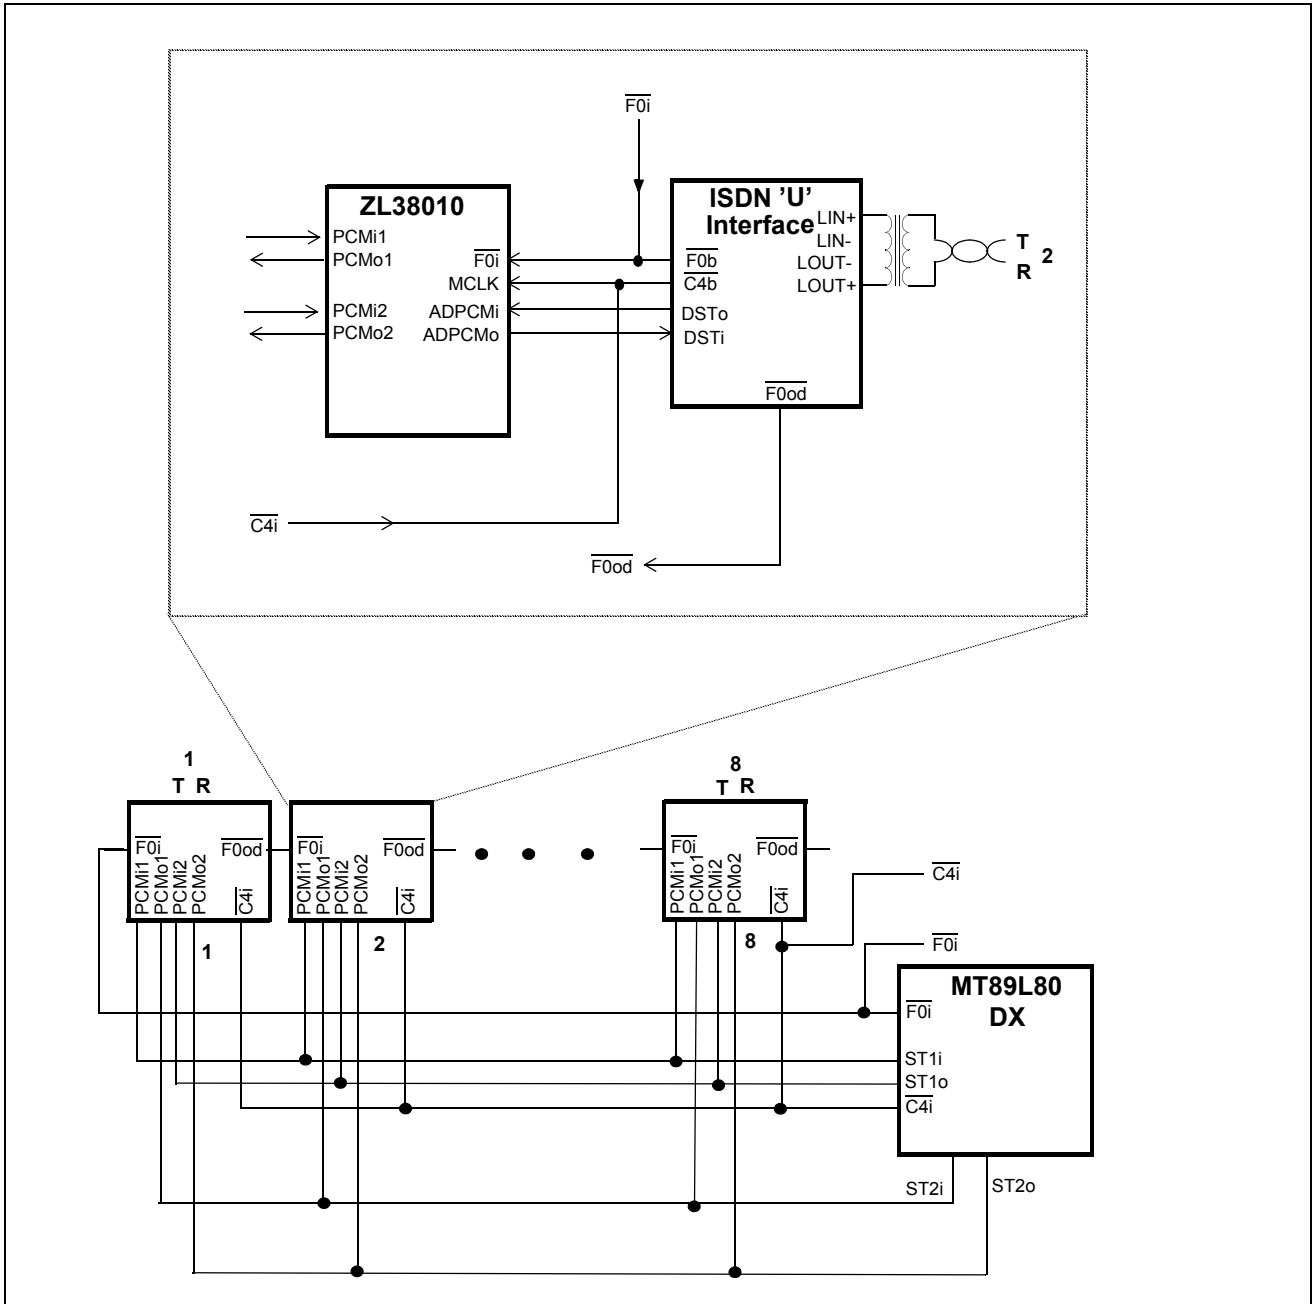 F0i
ZL38010
PCMi1
PCMo1
PCMi2
PCMo2
F0i
MCLK
ADPCMi
ADPCMo
ISDN ’U’
Interface
LIN+
LIN-
LOUT-
LOUT+
F0b
C4b
DSTo
DSTi
F0od
T
R
2
C4i
F0od
1
T R
F0i
PCMi1
PCMo1
PCMi2
PCMo2
F0od
C4i
1
F0i
PCMi1
PCMo1
PCMi2
PCMo2
F0od
C4i
2
8
T R
F0i
PCMi1
PCMo1
PCMi2
PCMo2
F0od
C4i
8
C4i
F0i
MT89L80
DX
F0i
ST1i
ST1o
C4i
ST2i
ST2o